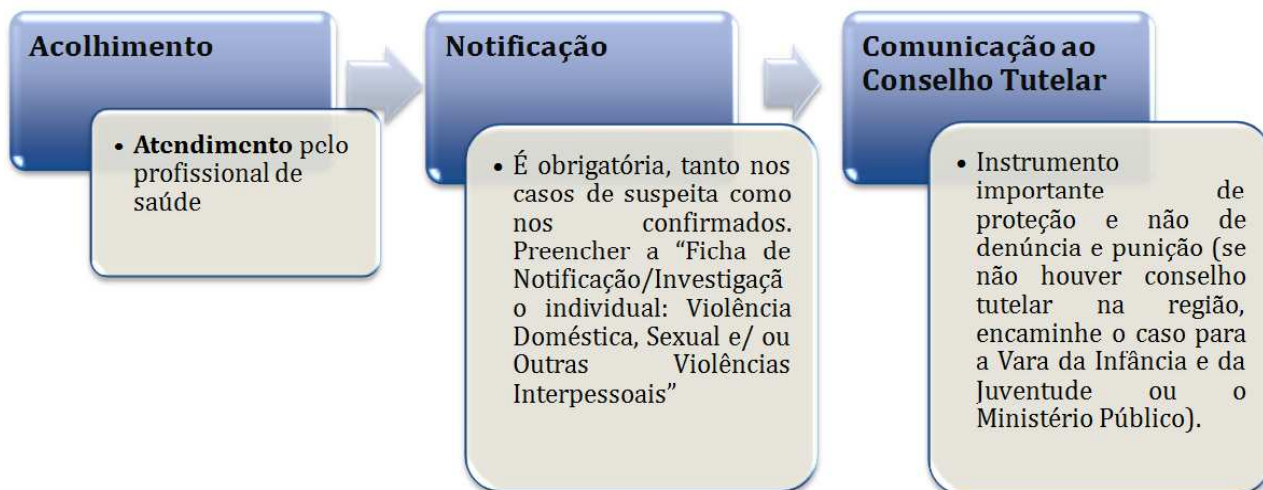 Acolhimento
• Atendimento pelo
profissional de
saúde
Notificação
• É obrigatória, tanto nos
casos de suspeita como
nos confirmados.
Preencher a “Ficha de
Notificação/Investigaçã
o individual: Violência
Doméstica, Sexual e/ ou
Outras Violências
Interpessoais”
Comunicação ao
Conselho Tutelar
• Instrumento
importante de
proteção e não de
denúncia e punição (se
não houver conselho
tutelar na região,
encaminhe o caso para
a Vara da Infância e da
Juventude ou o
Ministério Público).